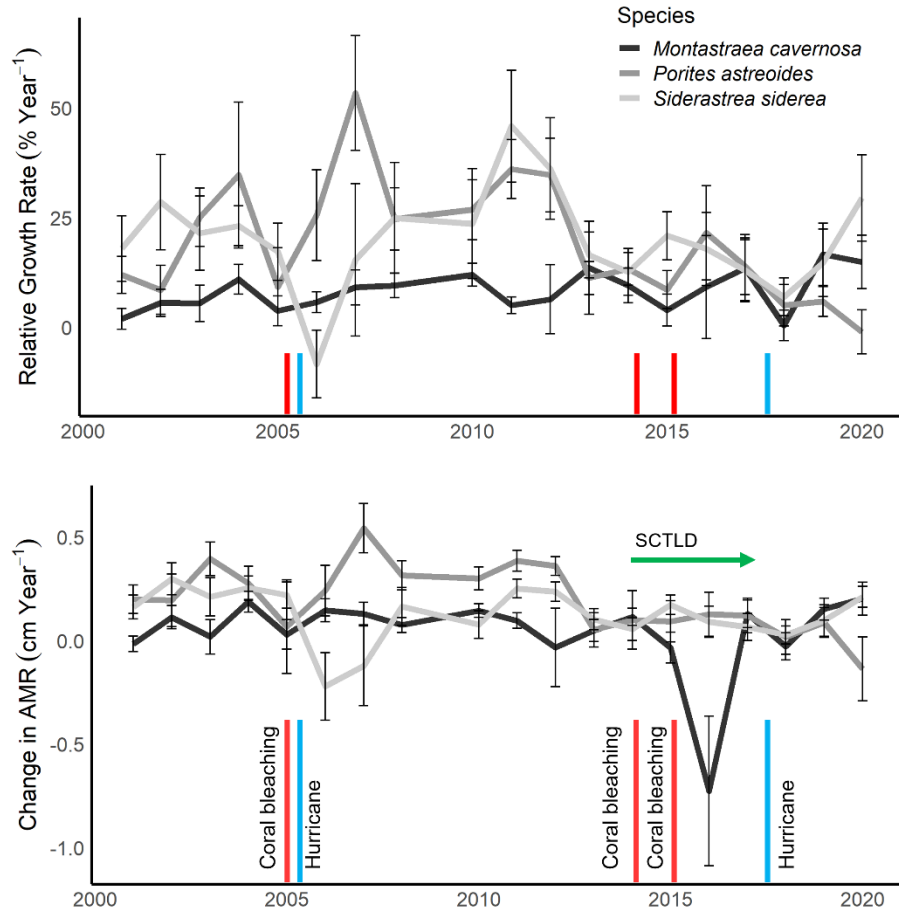 Species
Montastraea cavernosa
Porites astreoides
Siderastrea siderea
Relative Growth Rate (% Year⁻¹)
50
25
0
2000 2005 2010 2015 2020
Change in AMR (cm Year⁻¹)
0.5
0.0
-0.5
-1.0
SCTLD
Coral bleaching
Hurricane
Coral bleaching
Coral bleaching
Hurricane
2000 2005 2010 2015 2020